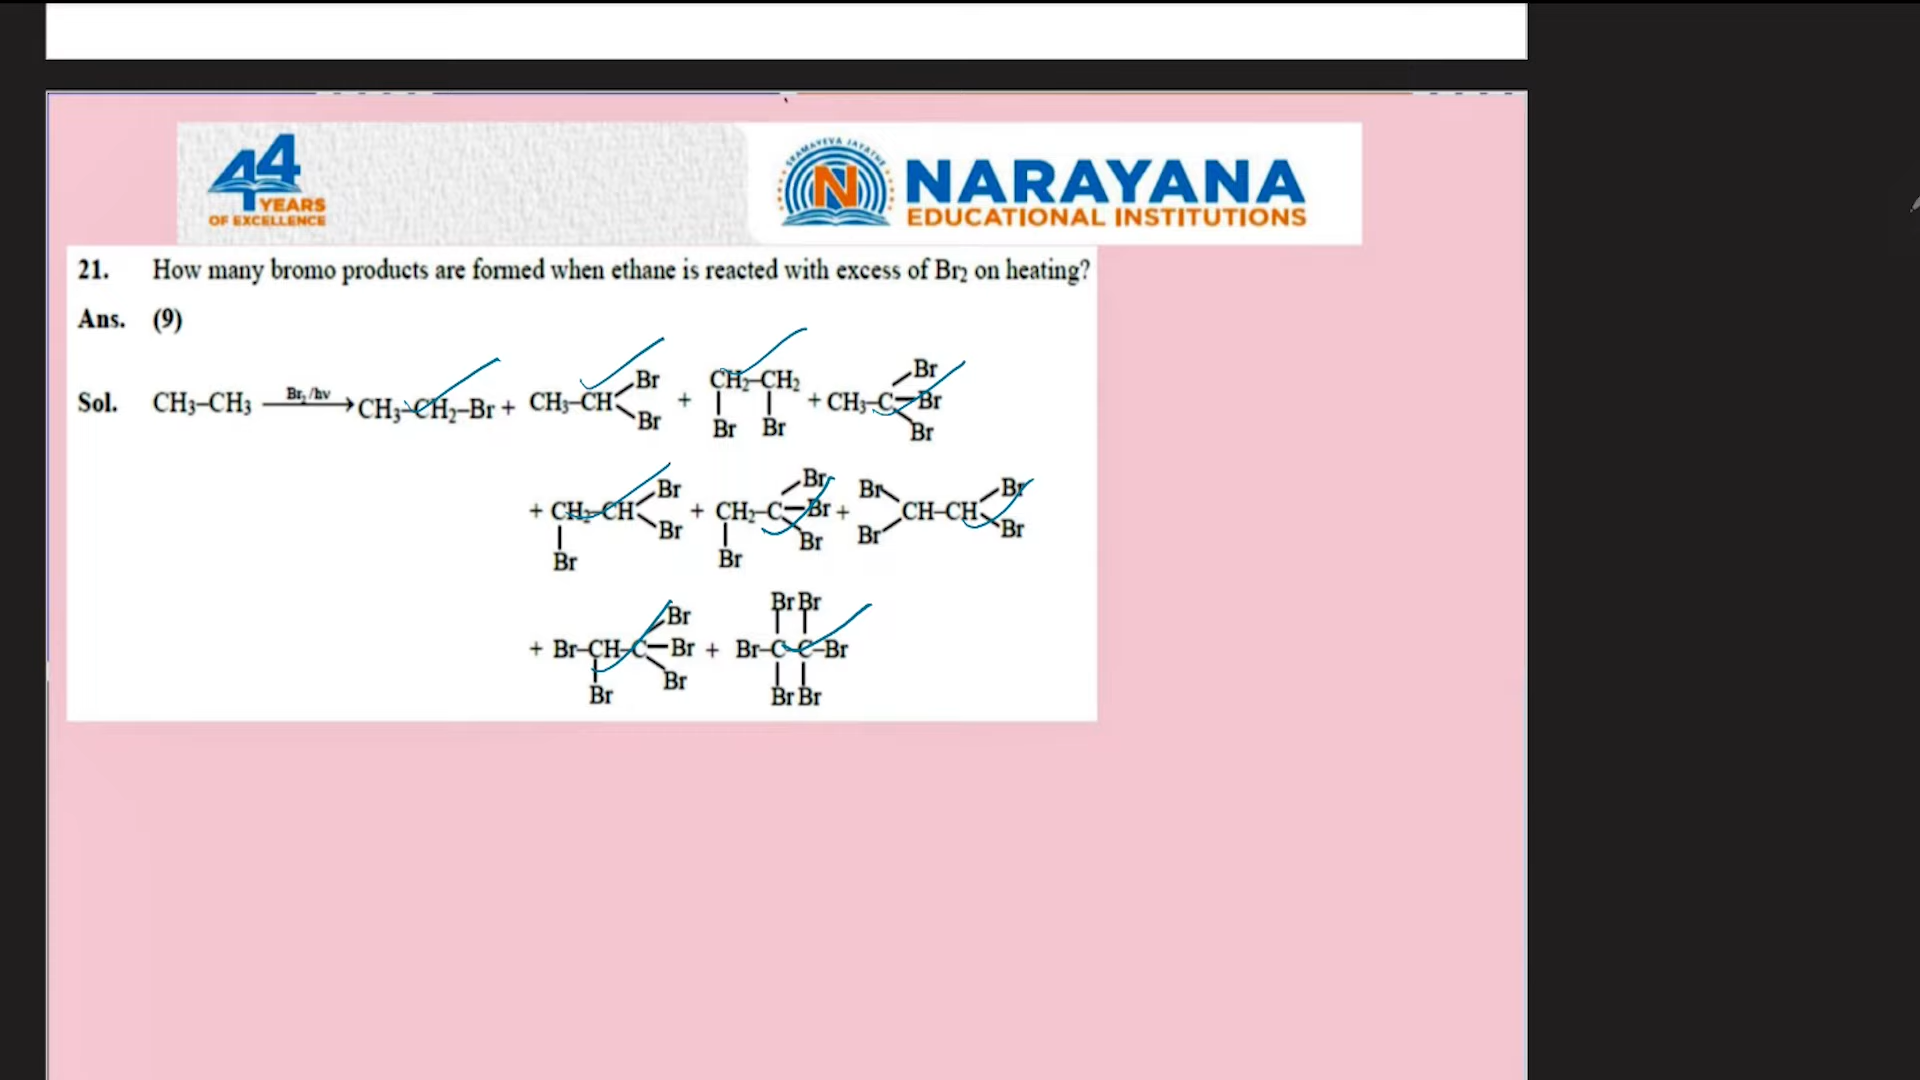 44
YEARS
OF EXCELLENCE
SRAMAYEVA JAYATHE
N
NARAYANA
EDUCATIONAL INSTITUTIONS
21. How many bromo products are formed when ethane is reacted with excess of Br₂ on heating?
Ans. (9)
Sol. CH₃–CH₃ Br₂/hv → CH₃–CH₂–Br + CH₃–CH Br Br + CH₂–CH₂ Br Br + CH₃–C–Br Br Br
+ CH₂–CH Br Br Br + CH₂–C–Br Br Br Br + Br Br CH–CH Br Br
+ Br–CH–C–Br Br Br Br + Br–C–C–Br Br Br Br Br